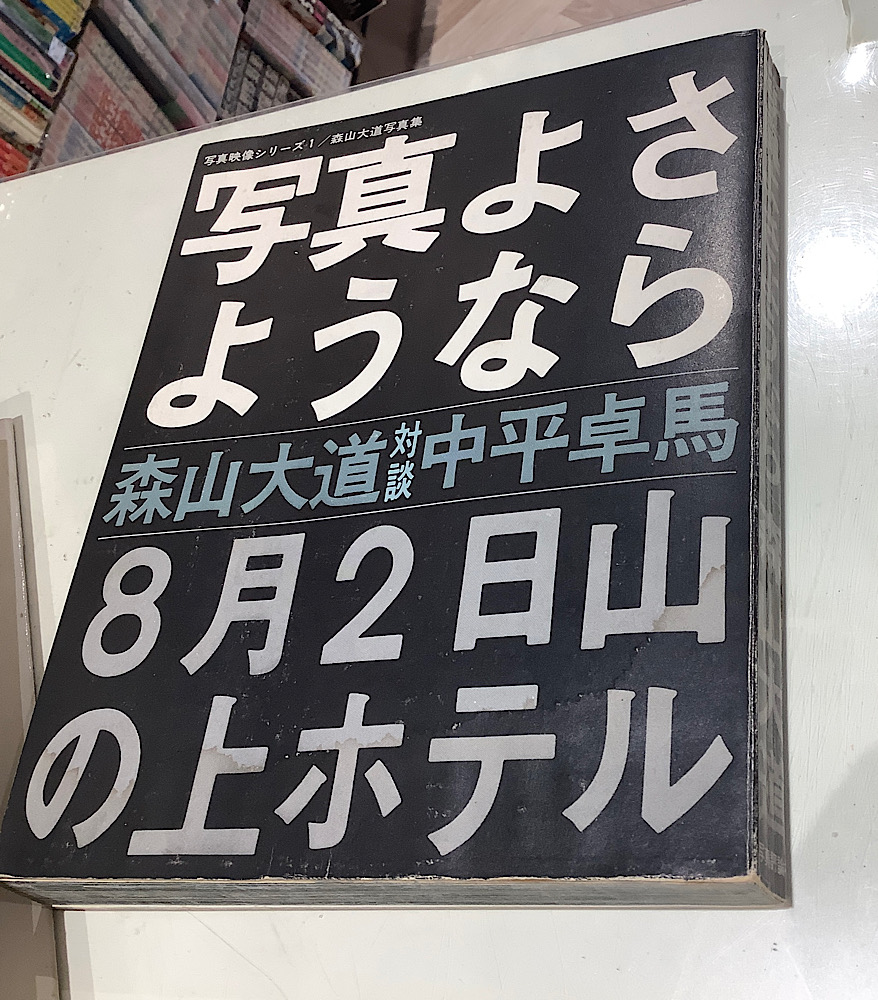 写真映像シリーズ1／森山大道写真集
写真よさ
ようなら
森山大道対談中平卓馬
8月2日山
の上ホテル